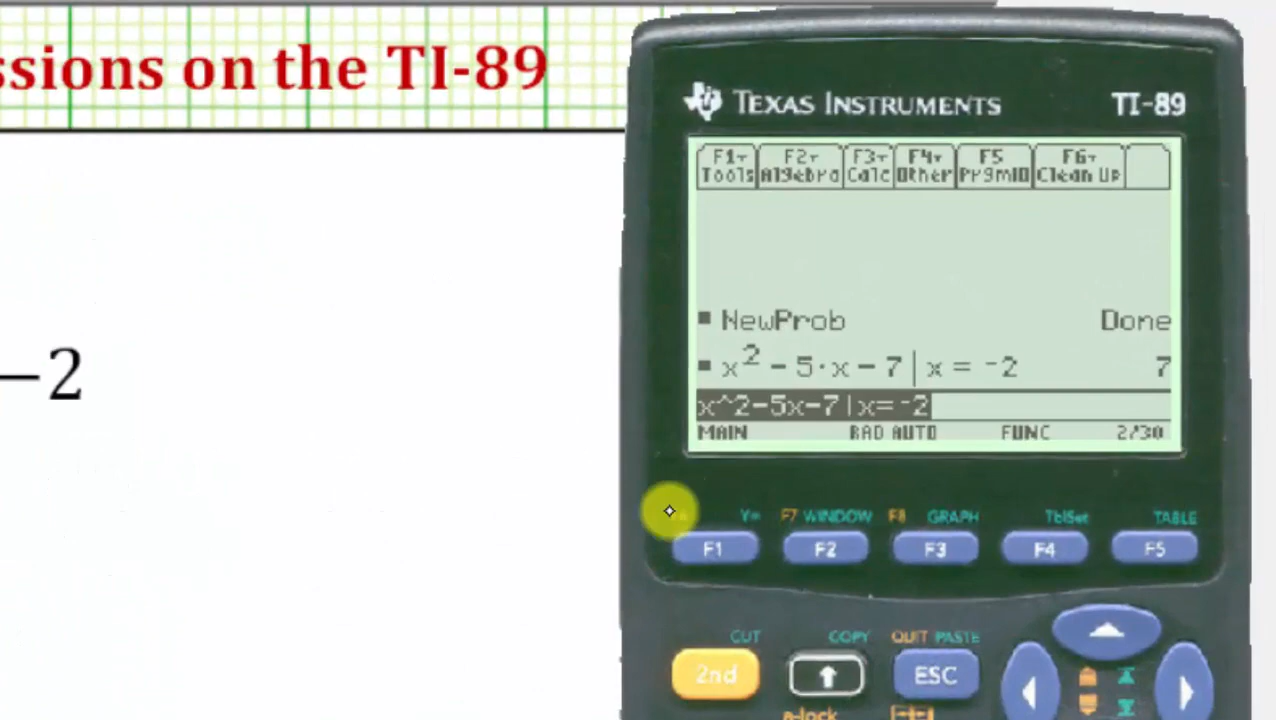 ssions on the TI-89
TEXAS INSTRUMENTS TI-89
F1 F2 F3 F4 F5 F6
Tools Algebra Calc Other PrgmIO Clean Up
NewProb Done
x² - 5·x - 7 | x = -2 7
−2
x^2-5x-7|x=-2
MAIN RAD AUTO FUNC 2/30
Y= F7 WINDOW F8 GRAPH TblSet TABLE
F1 F2 F3 F4 F5
CUT COPY QUIT PASTE
2nd ESC
a-lock